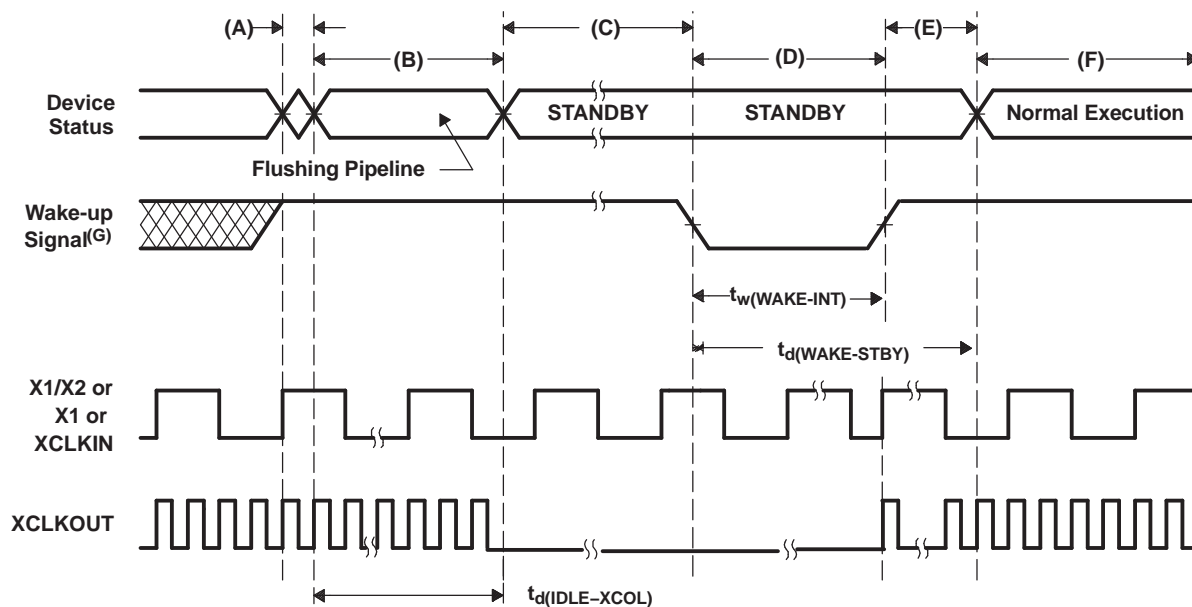 (A)
(C)
(E)
(B)
(D)
(F)
Device
Status
STANDBY
STANDBY
Normal Execution
Flushing Pipeline
Wake-up
Signal(G)
tw(WAKE-INT)
td(WAKE-STBY)
X1/X2 or
X1 or
XCLKIN
XCLKOUT
td(IDLE–XCOL)